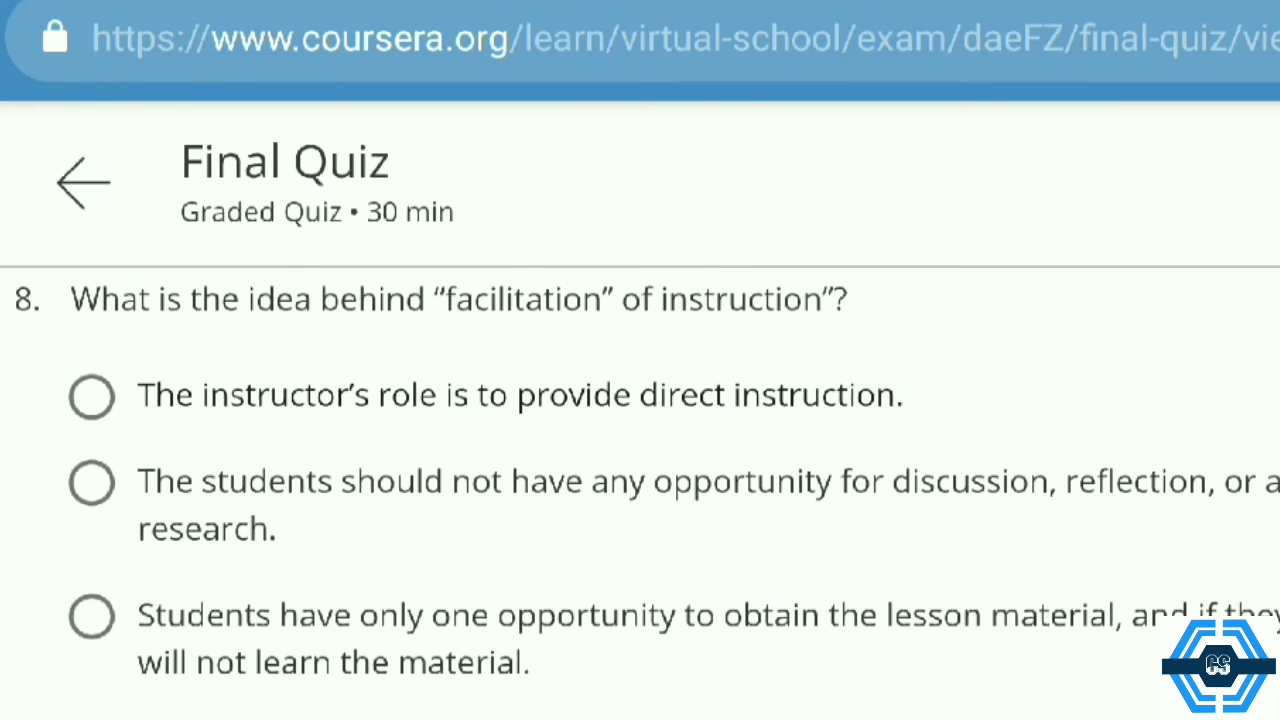 https://www.coursera.org/learn/virtual-school/exam/daeFZ/final-quiz/vie
Final Quiz
Graded Quiz • 30 min
8. What is the idea behind “facilitation” of instruction”?
The instructor’s role is to provide direct instruction.
The students should not have any opportunity for discussion, reflection, or a
research.
Students have only one opportunity to obtain the lesson material, and if they
will not learn the material.
CS